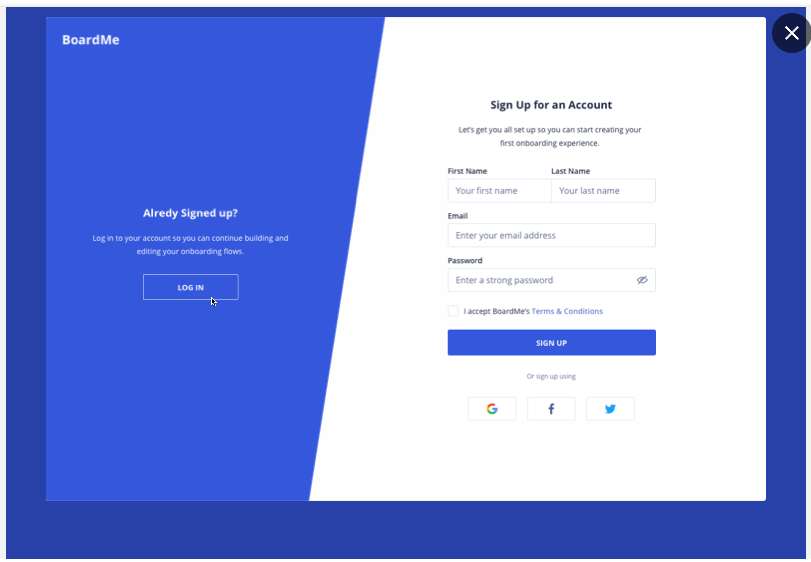 BoardMe
Alredy Signed up?
Log in to your account so you can continue building and
editing your onboarding flows.
LOG IN
Sign Up for an Account
Let's get you all set up so you can start creating your
first onboarding experience.
First Name Last Name
Your first name Your last name
Email
Enter your email address
Password
Enter a strong password
I accept BoardMe's Terms & Conditions
SIGN UP
Or sign up using